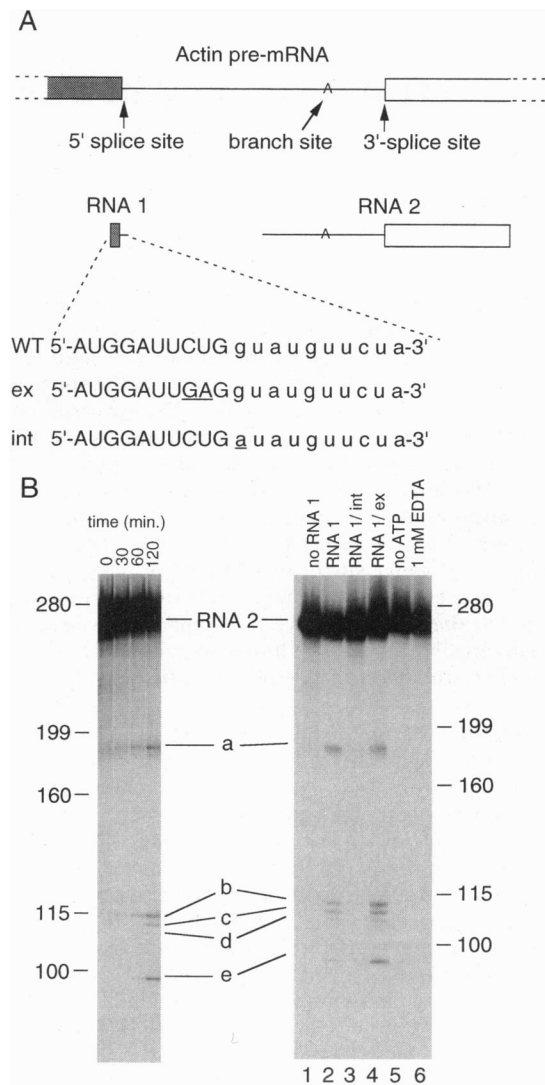 A
Actin pre-mRNA
5' splice site
branch site
3'-splice site
RNA 1
RNA 2
WT 5'-AUGGAUUCUG g u a u g u u c u a-3'
ex 5'-AUGGAUUGAG g u a u g u u c u a-3'
int 5'-AUGGAUUCUG a u a u g u u c u a-3'
B
time (min.)
0 30 60 120
no RNA 1
RNA 1
RNA 1/ int
RNA 1/ ex
no ATP
1 mM EDTA
280
RNA 2
280
199
a
199
160
160
b
115
c
115
d
100
e
100
1 2 3 4 5 6